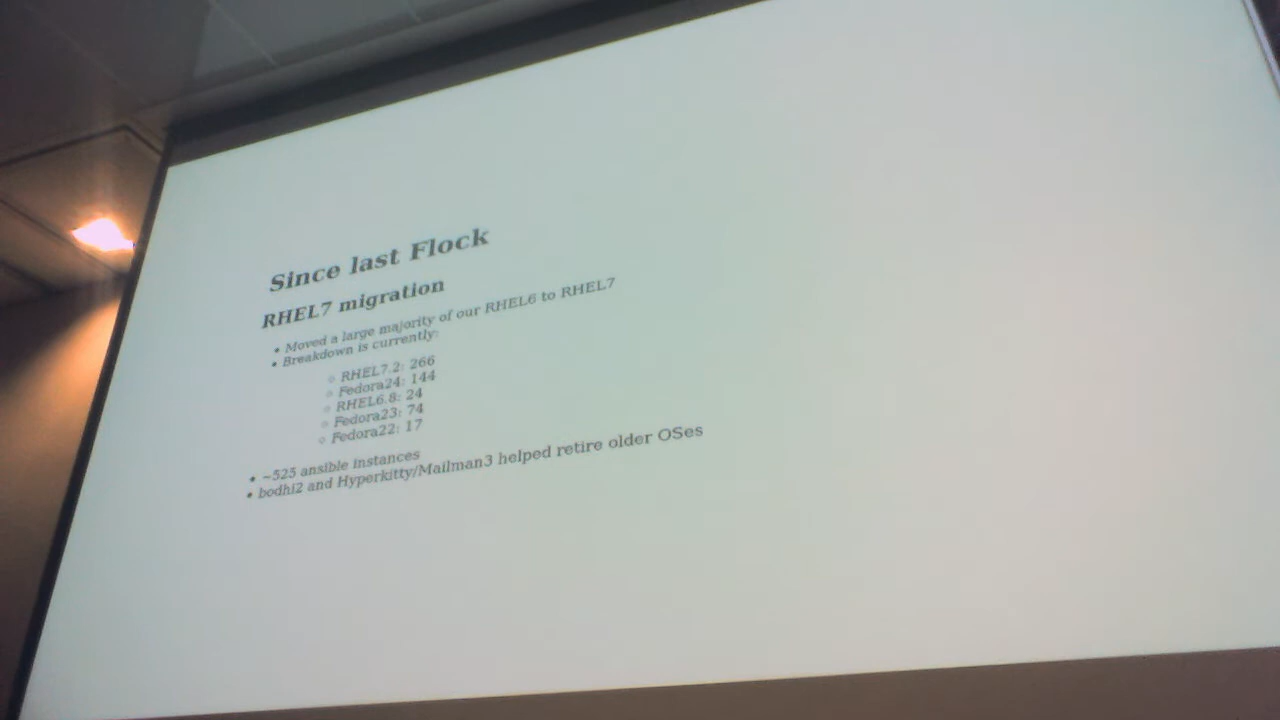 Since last Flock
RHEL7 migration
• Moved a large majority of our RHEL6 to RHEL7
• Breakdown is currently:
○ RHEL7.2: 266
○ Fedora24: 144
○ RHEL6.8: 24
○ Fedora23: 74
○ Fedora22: 17
• ~525 ansible instances
• bodhi2 and Hyperkitty/Mailman3 helped retire older OSes